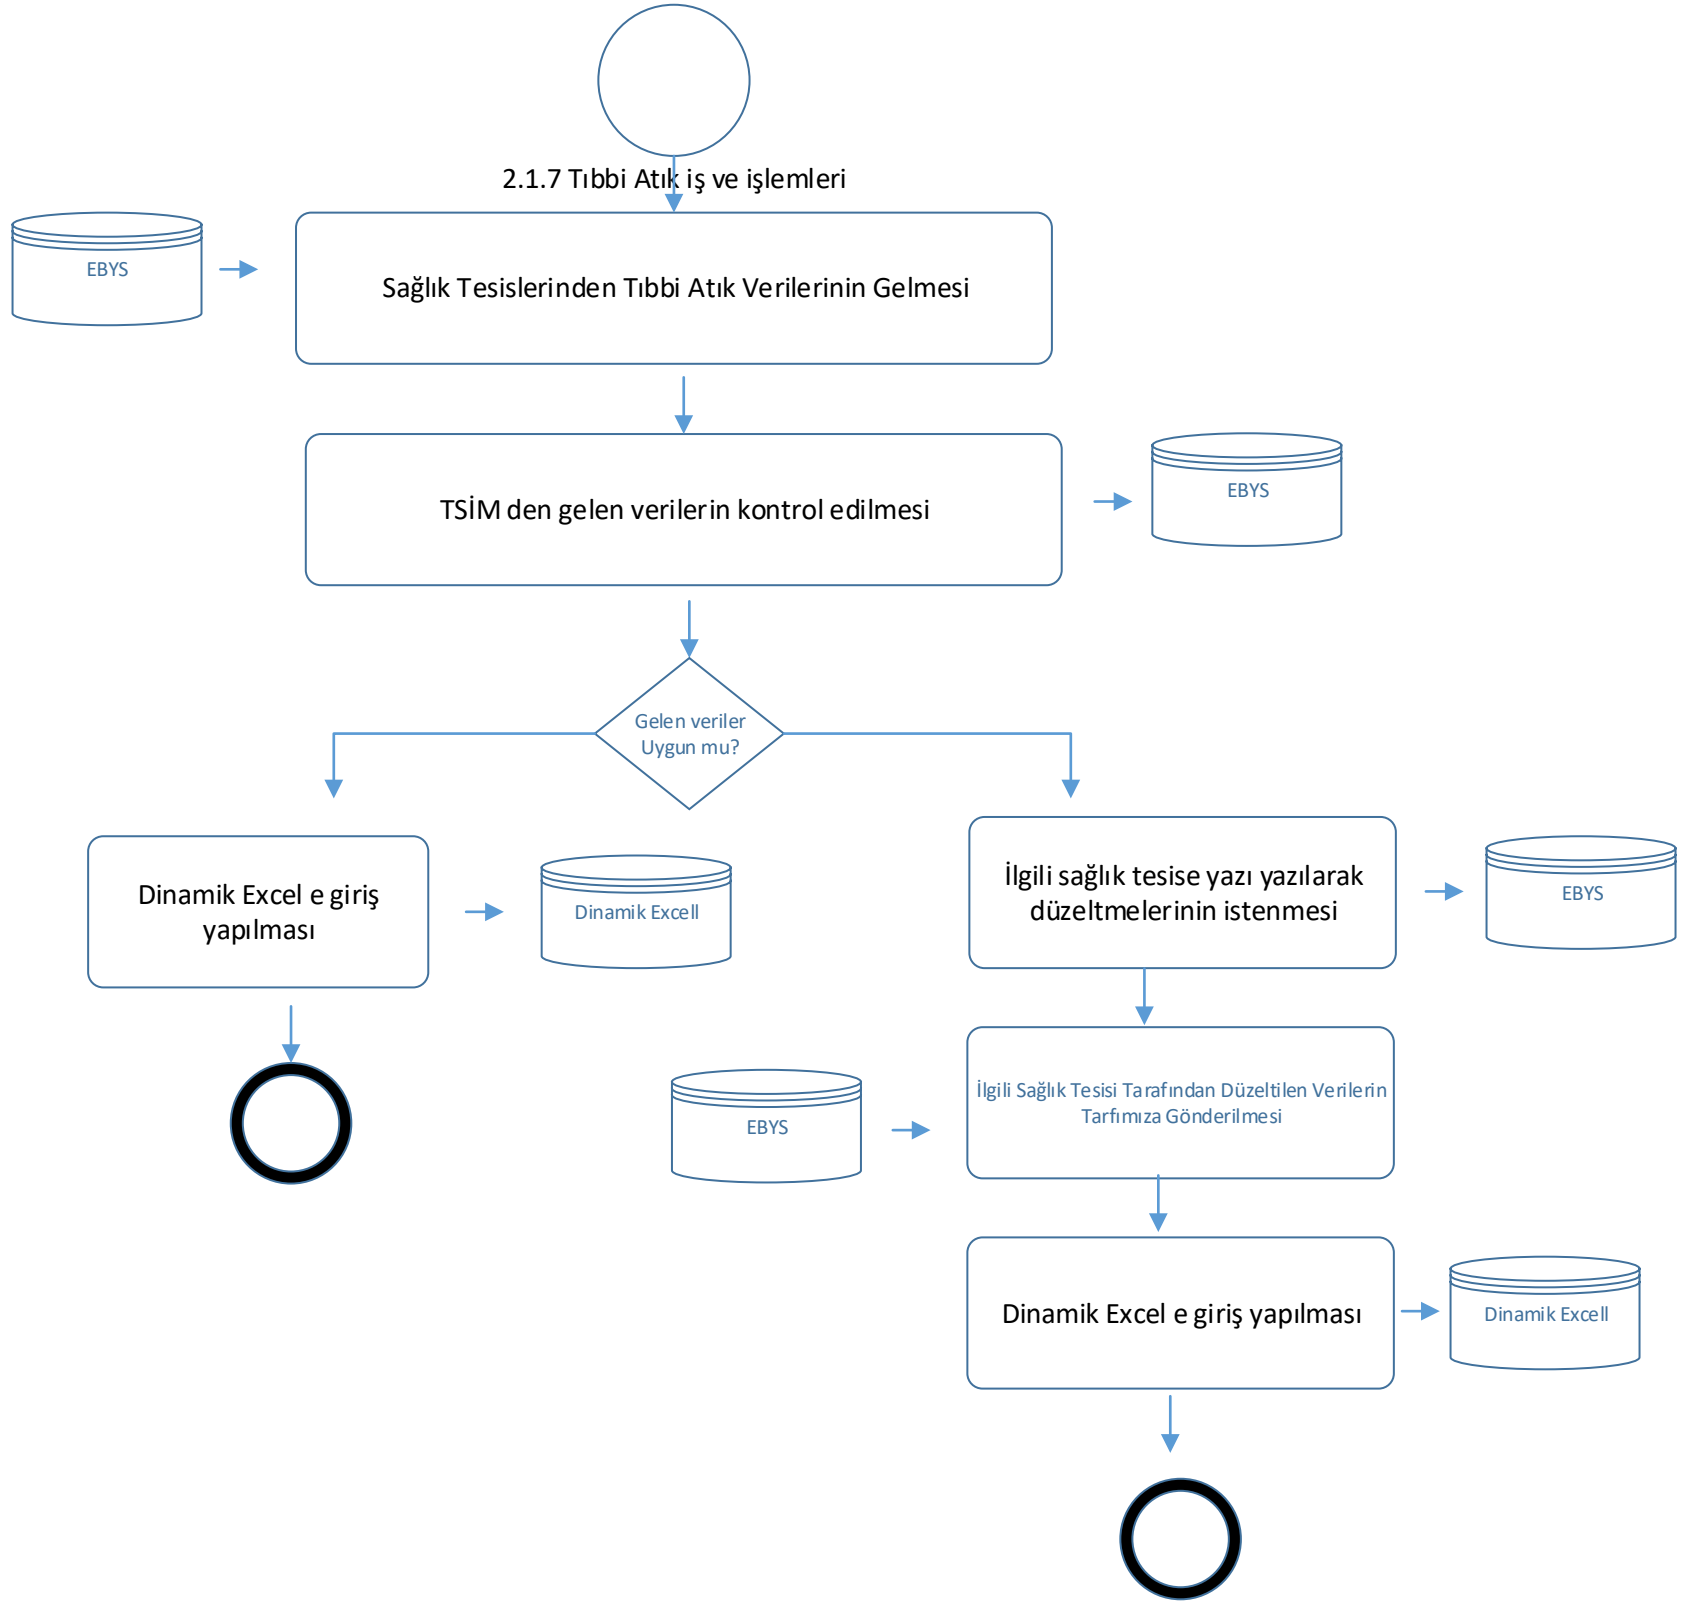 2.1.7 Tıbbi Atık iş ve işlemleri
EBYS
Sağlık Tesislerinden Tıbbi Atık Verilerinin Gelmesi
TSİM den gelen verilerin kontrol edilmesi
EBYS
Gelen veriler
Uygun mu?
Dinamik Excel e giriş
yapılması
Dinamik Excell
İlgili sağlık tesise yazı yazılarak
düzeltmelerinin istenmesi
EBYS
EBYS
İlgili Sağlık Tesisi Tarafından Düzeltilen Verilerin
Tarfımıza Gönderilmesi
Dinamik Excel e giriş yapılması
Dinamik Excell